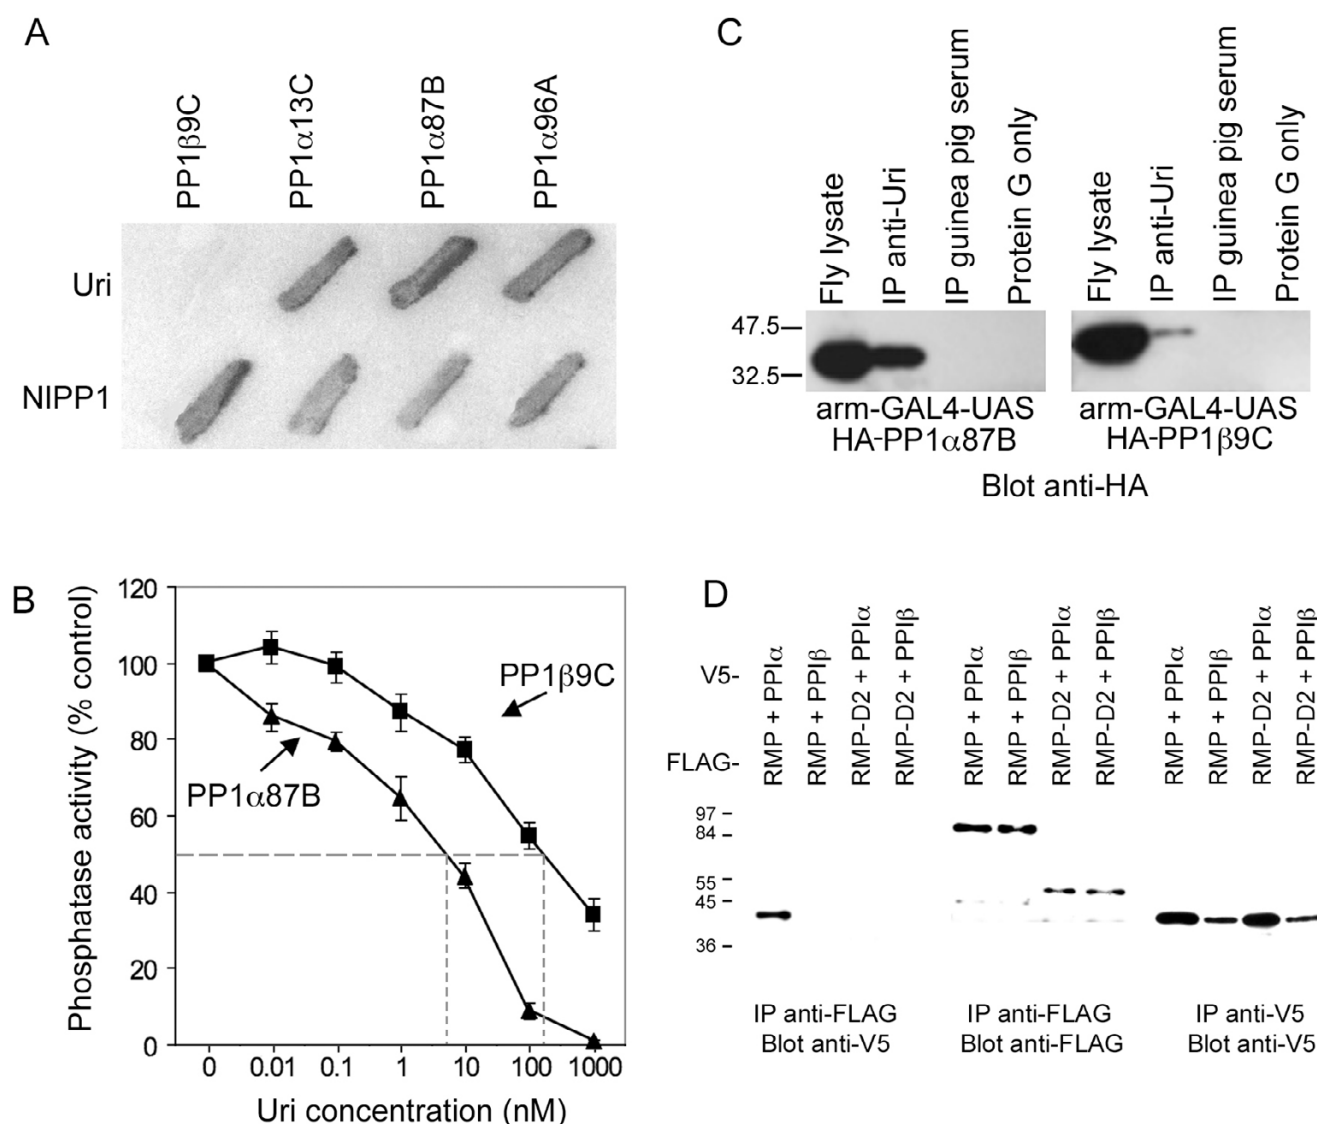 A
PP1β9C
PP1α13C
PP1α87B
PP1α96A
Uri
NIPP1
C
Fly lysate
IP anti-Uri
IP guinea pig serum
Protein G only
Fly lysate
IP anti-Uri
IP guinea pig serum
Protein G only
47.5
32.5
arm-GAL4-UAS
HA-PP1α87B
arm-GAL4-UAS
HA-PP1β9C
Blot anti-HA
B
Phosphatase activity (% control)
120
100
80
60
40
20
0
PP1β9C
PP1α87B
0 0.01 0.1 1 10 100 1000
Uri concentration (nM)
D
V5-
FLAG-
RMP + PPIα
RMP + PPIβ
RMP-D2 + PPIα
RMP-D2 + PPIβ
RMP + PPIα
RMP + PPIβ
RMP-D2 + PPIα
RMP-D2 + PPIβ
RMP + PPIα
RMP + PPIβ
RMP-D2 + PPIα
RMP-D2 + PPIβ
97
84
55
45
36
IP anti-FLAG
Blot anti-V5
IP anti-FLAG
Blot anti-FLAG
IP anti-V5
Blot anti-V5